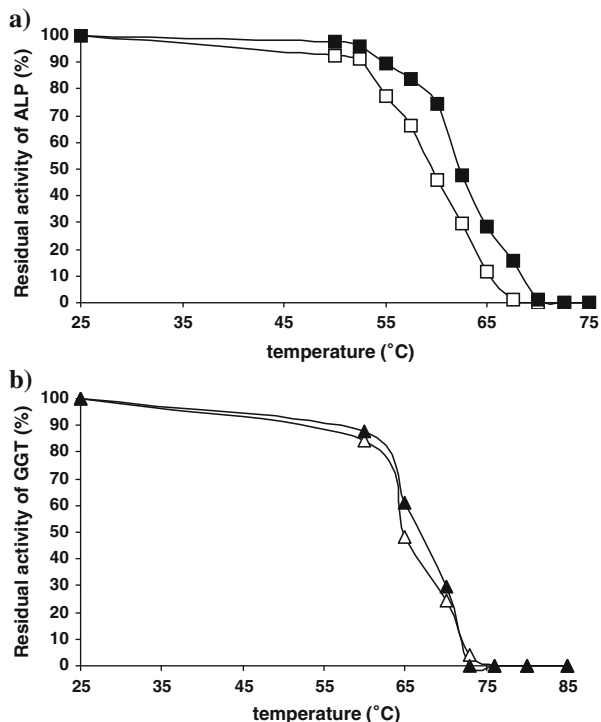 a)
Residual activity of ALP (%)
100
90
80
70
60
50
40
30
20
10
0
25 35 45 55 65 75
temperature (°C)
b)
Residual activity of GGT (%)
100
90
80
70
60
50
40
30
20
10
0
25 35 45 55 65 75 85
temperature (°C)